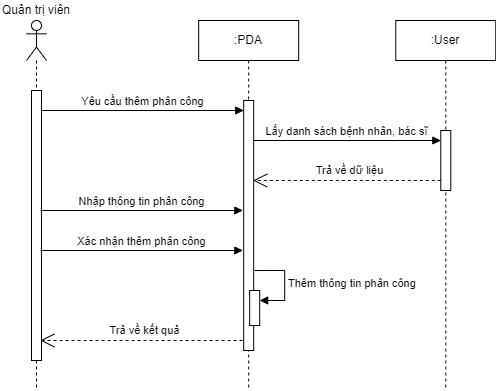 Quản trị viên
:PDA
:User
Yêu cầu thêm phân công
Lấy danh sách bệnh nhân, bác sĩ
Trả về dữ liệu
Nhập thông tin phân công
Xác nhận thêm phân công
Thêm thông tin phân công
Trả về kết quả